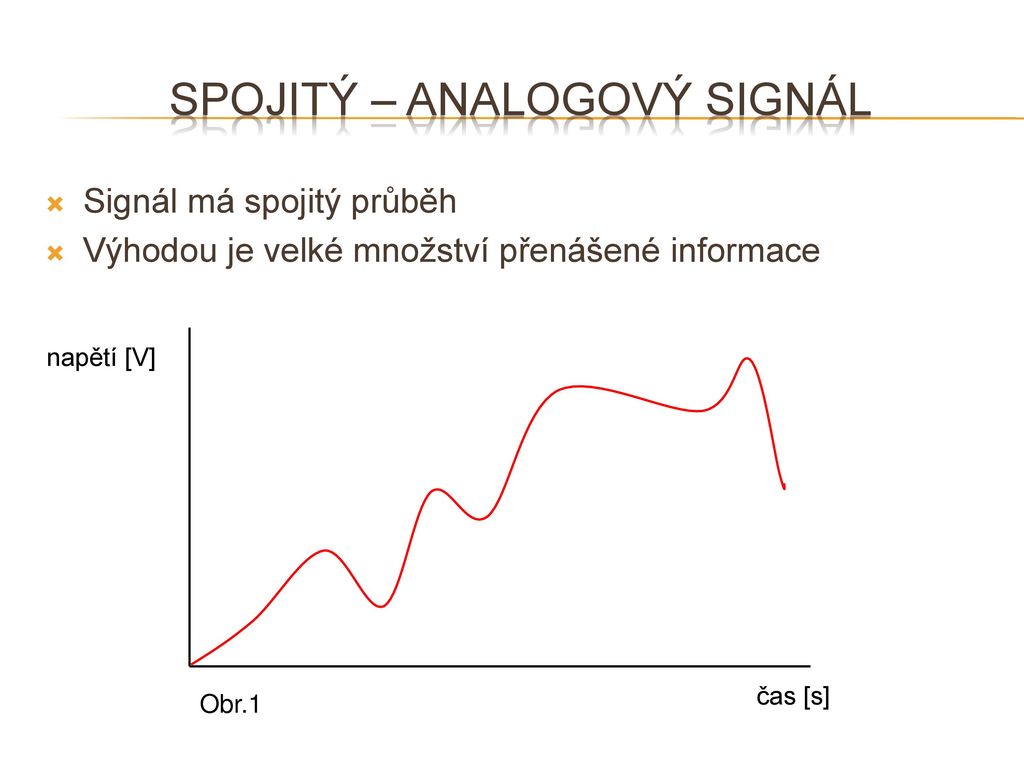 SPOJITÝ – ANALOGOVÝ SIGNÁL
Signál má spojitý průběh
Výhodou je velké množství přenášené informace
napětí [V]
čas [s]
Obr.1